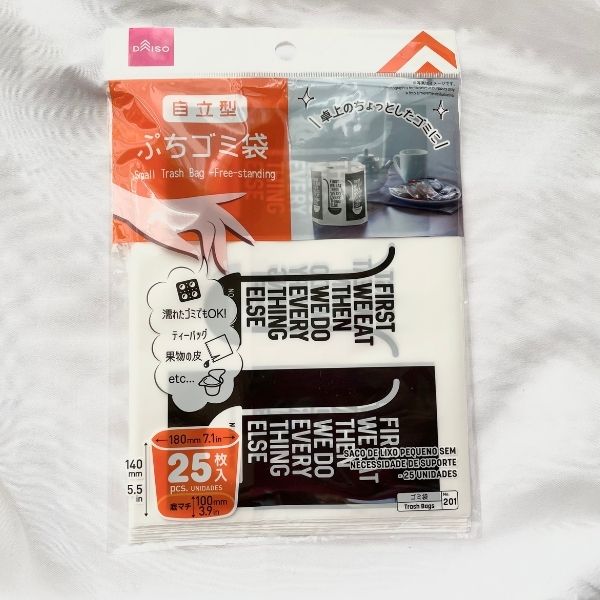 DAISO
自立型
ぷちゴミ袋
Small Trash Bag -Free-standing
卓上のちょっとしたゴミに
濡れたゴミでもOK!
ティーバッグ
果物の皮
etc...
FIRST
WE EAT
THEN
WE DO
EVERY
THING
ELSE
FIRST
WE EAT
THEN
WE DO
EVERY
THING
ELSE
180mm 7.1in
25枚入
pcs. UNIDADES
140
mm
5.5
in
底マチ 100mm
3.9in
SACO DE LIXO PEQUENO SEM
NECESSIDADE DE SUPORTE
- 25 UNIDADES
ゴミ袋
Trash Bags
No.
201